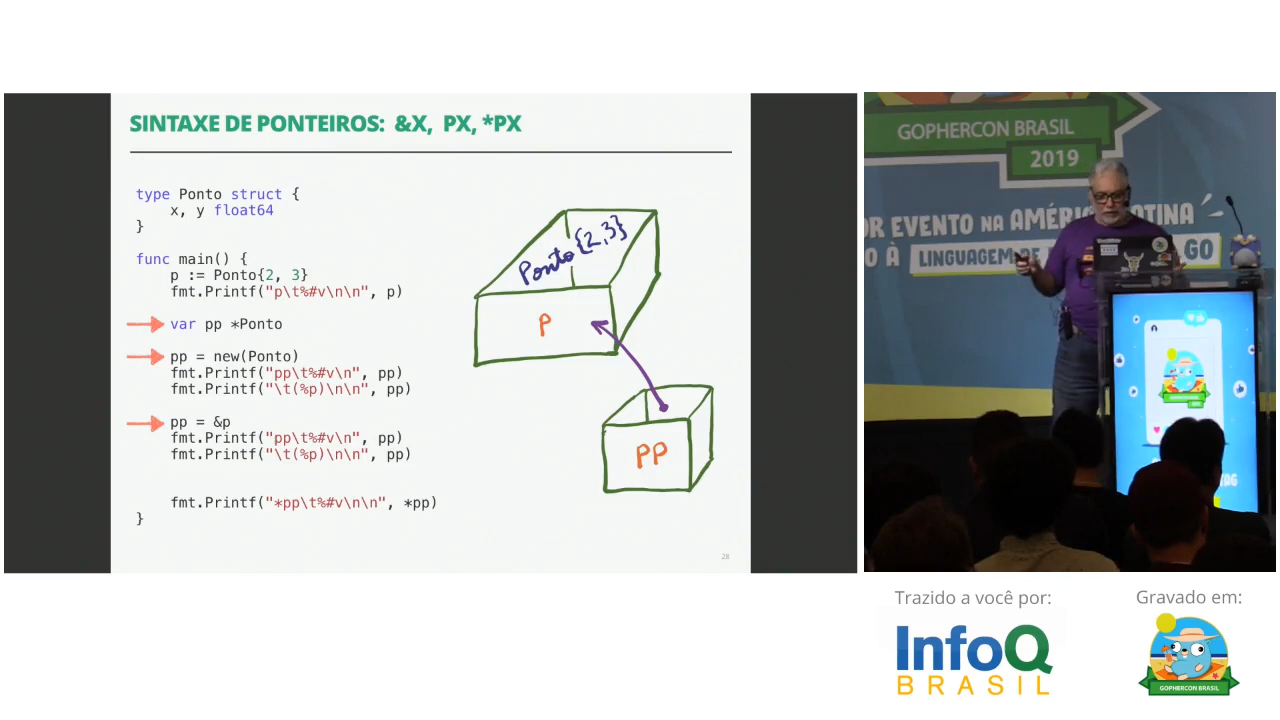 SINTAXE DE PONTEIROS: &X, PX, *PX
type Ponto struct {
x, y float64
}
func main() {
p := Ponto{2, 3}
fmt.Printf("p\t%#v\n\n", p)
var pp *Ponto
pp = new(Ponto)
fmt.Printf("pp\t%#v\n", pp)
fmt.Printf("\t(%p)\n\n", pp)
pp = &p
fmt.Printf("pp\t%#v\n", pp)
fmt.Printf("\t(%p)\n\n", pp)
fmt.Printf("*pp\t%#v\n\n", *pp)
}
Ponto{2,3}
P
PP
28
GOPHERCON BRASIL
2019
OR EVENTO NA AMÉRICA LATINA
O À LINGUAGEM DE GO
Trazido a você por:
InfoQ
BRASIL
Gravado em:
GOPHERCON BRASIL